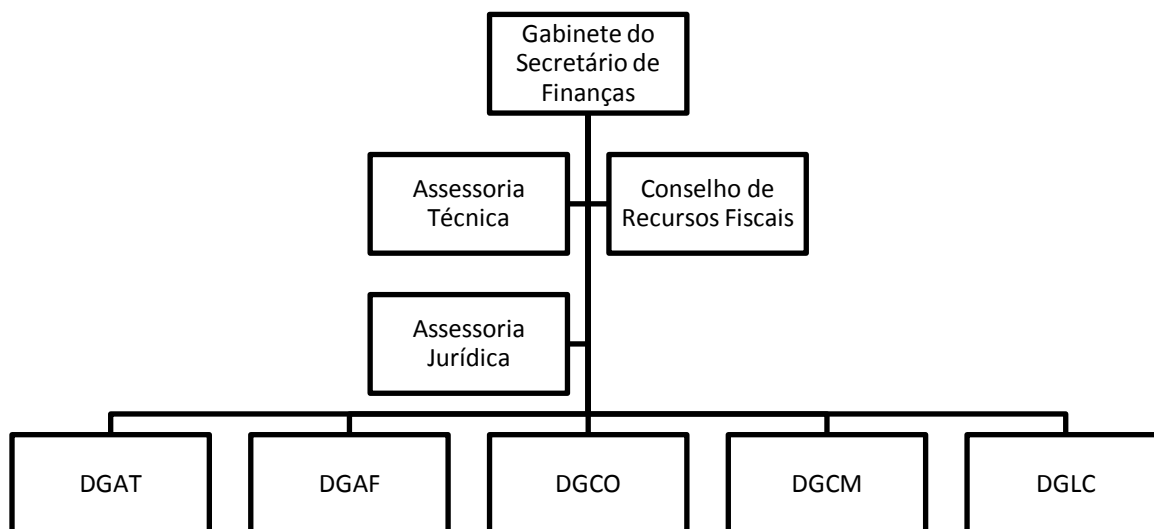 Gabinete do
Secretário de
Finanças
Assessoria
Técnica
Conselho de
Recursos Fiscais
Assessoria
Jurídica
DGAT
DGAF
DGCO
DGCM
DGLC